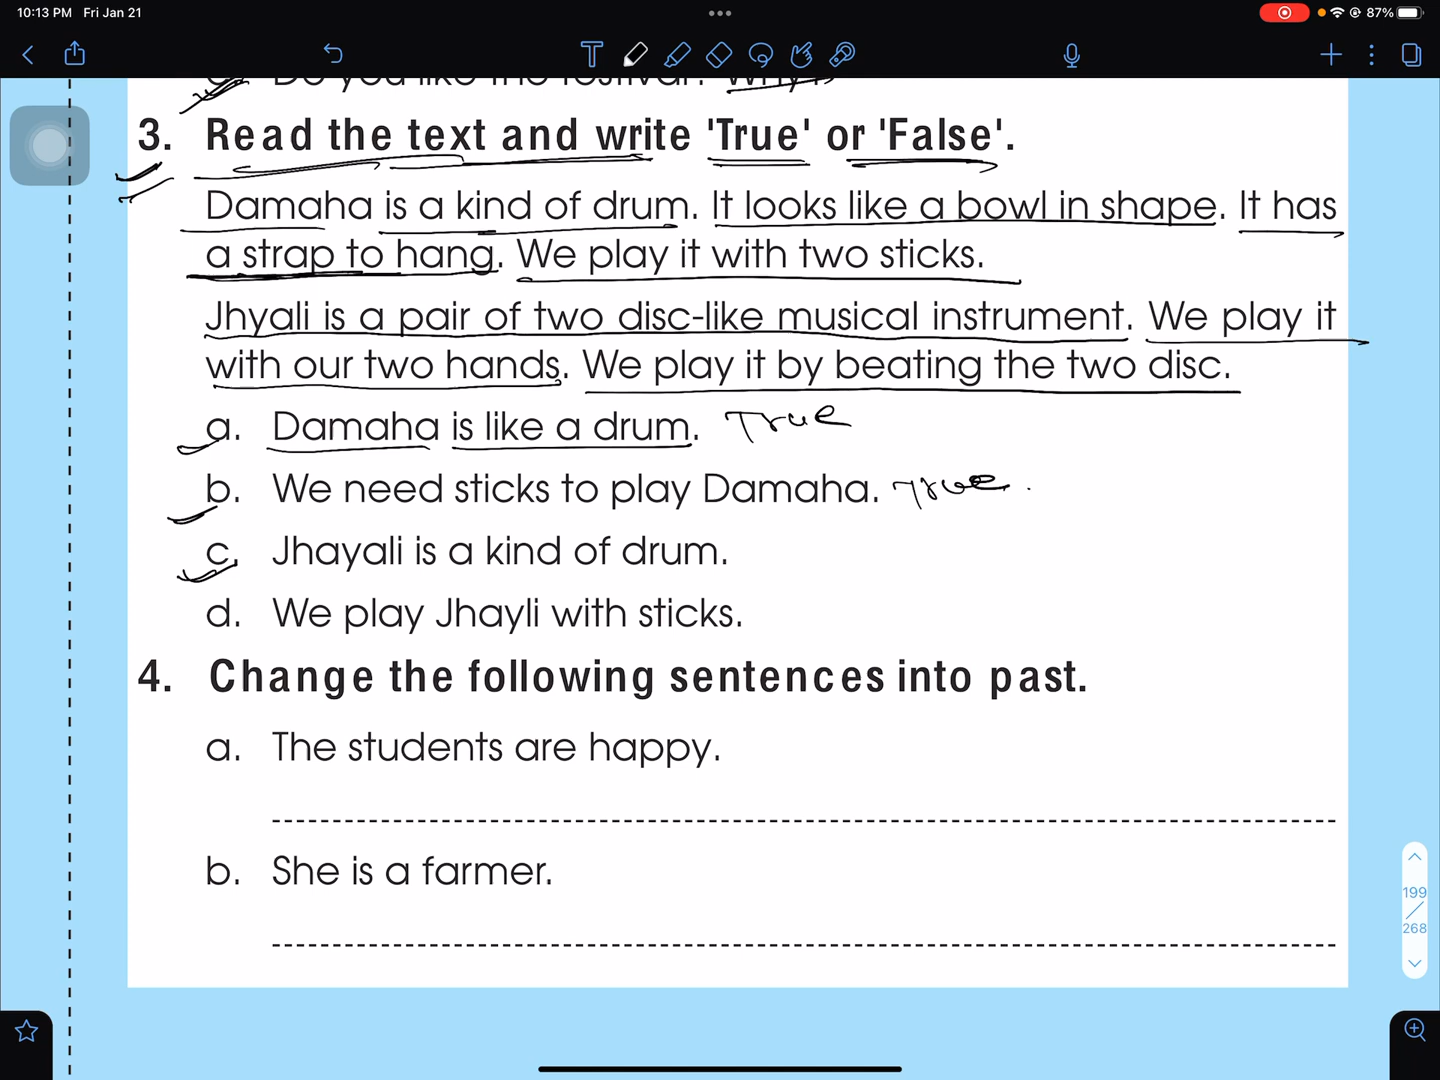 10:13 PM Fri Jan 21
87%
3. Read the text and write 'True' or 'False'.
Damaha is a kind of drum. It looks like a bowl in shape. It has
a strap to hang. We play it with two sticks.
Jhyali is a pair of two disc-like musical instrument. We play it
with our two hands. We play it by beating the two disc.
a. Damaha is like a drum. True
b. We need sticks to play Damaha. True.
c. Jhayali is a kind of drum.
d. We play Jhayli with sticks.
4. Change the following sentences into past.
a. The students are happy.
b. She is a farmer.
199
268